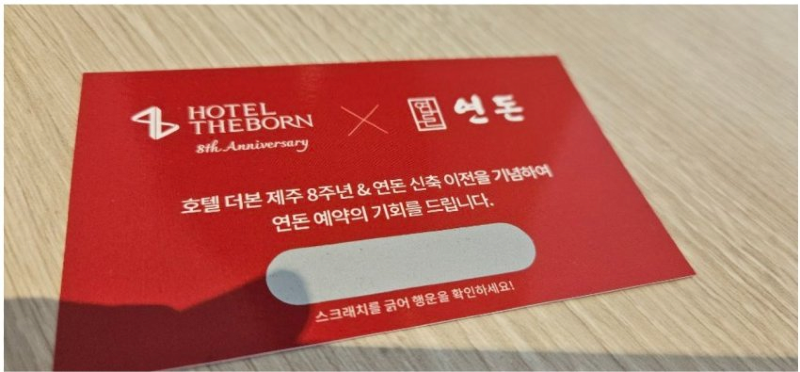 HOTEL
THEBORN
8th Anniversary
연돈
연돈
호텔 더본 제주 8주년 & 연돈 신축 이전을 기념하여
연돈 예약의 기회를 드립니다.
스크래치를 긁어 행운을 확인하세요!